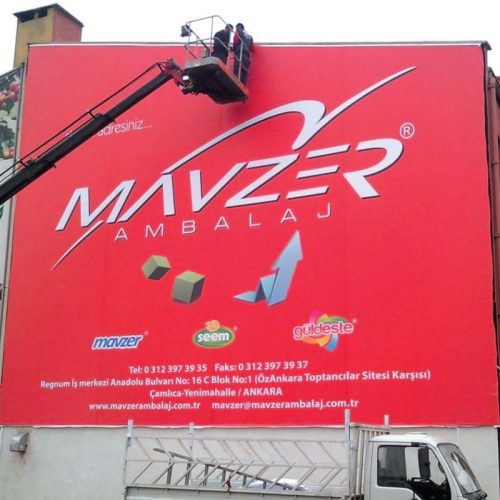 adresiniz...
MAVZER®
AMBALAJ
mavzer
seem
güldeste
Tel: 0 312 397 39 35 Faks: 0 312 397 39 37
Regnum İş merkezi Anadolu Bulvarı No: 16 C Blok No:1 (ÖzAnkara Toptancılar Sitesi Karşısı)
Çamlıca-Yenimahalle / ANKARA
www.mavzerambalaj.com.tr mavzer@mavzerambalaj.com.tr